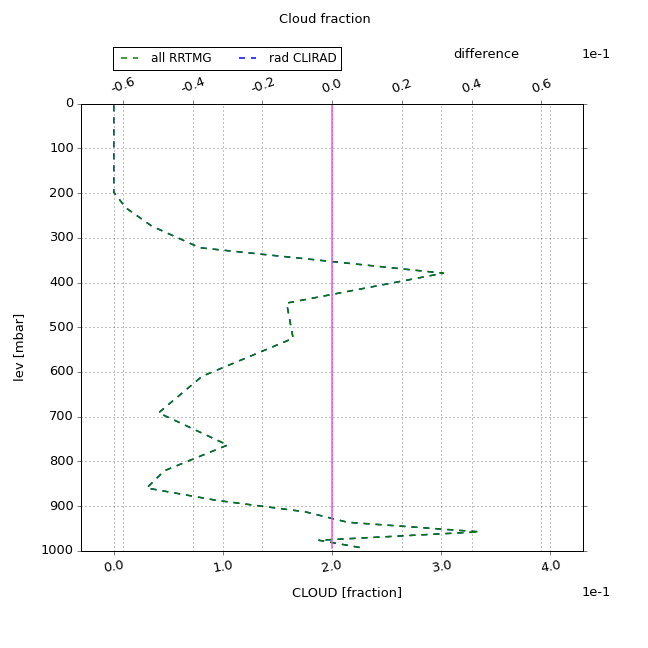 Cloud fraction
all RRTMG rad CLIRAD difference 1e-1
-0.6 -0.4 -0.2 0.0 0.2 0.4 0.6
0
100
200
300
400
500
600
700
800
900
1000
lev [mbar]
0.0 1.0 2.0 3.0 4.0
CLOUD [fraction] 1e-1